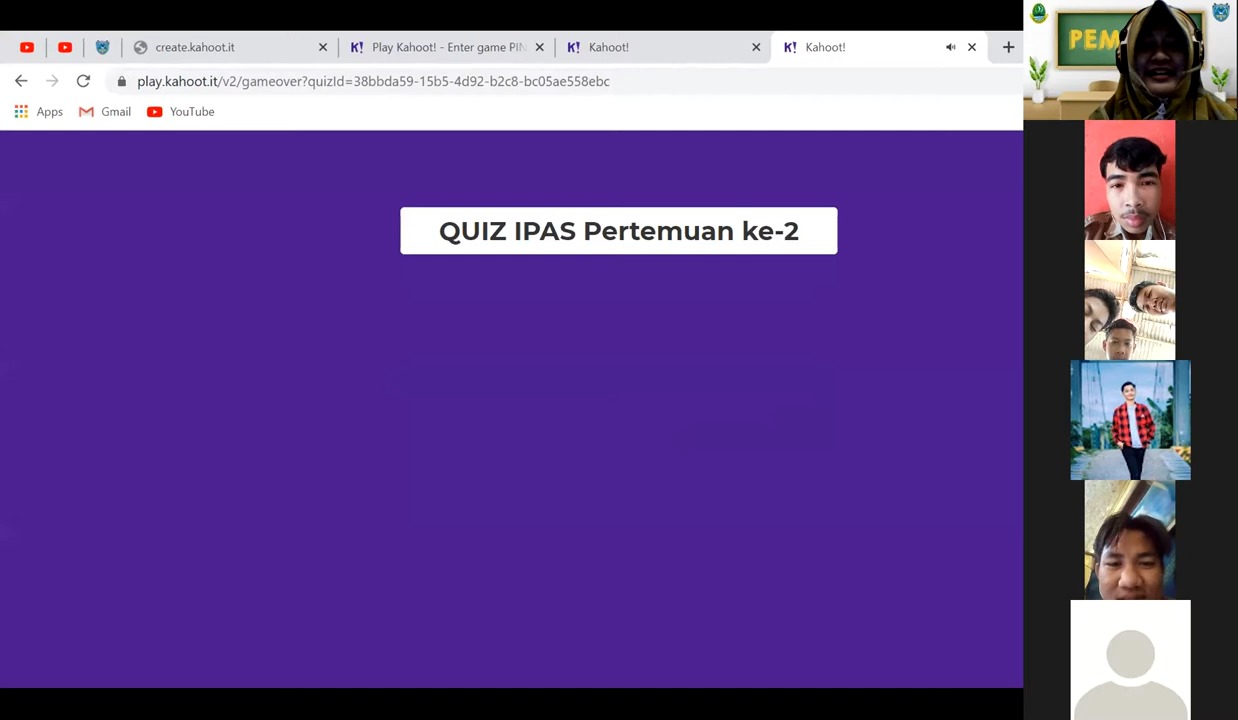 create.kahoot.it
K! Play Kahoot! - Enter game PIN
K! Kahoot!
K! Kahoot!
play.kahoot.it/v2/gameover?quizId=38bbda59-15b5-4d92-b2c8-bc05ae558ebc
Apps
Gmail
YouTube
QUIZ IPAS Pertemuan ke-2
PEM